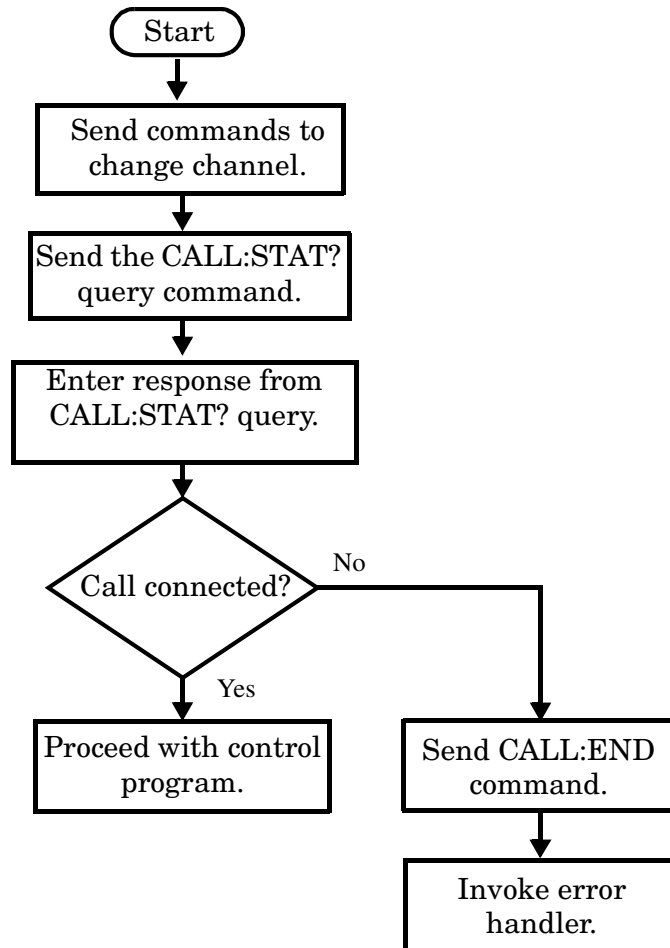 Start
Send commands to
change channel.
Send the CALL:STAT?
query command.
Enter response from
CALL:STAT? query.
Call connected?
No
Yes
Proceed with control
program.
Send CALL:END
command.
Invoke error
handler.